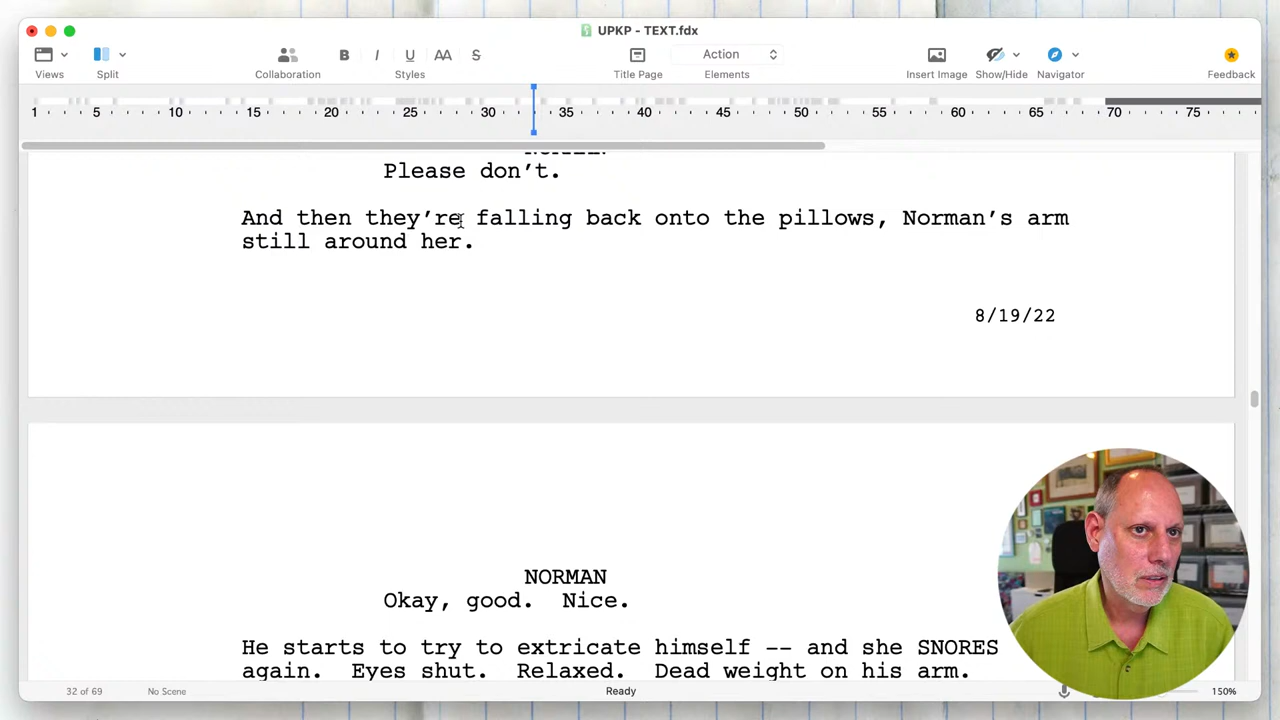 UPKP - TEXT.fdx
B I U AA S Action
Views Split Collaboration Styles Title Page Elements Insert Image Show/Hide Navigator Feedback
1 5 10 15 20 25 30 35 40 45 50 55 60 65 70 75
Please don’t.
And then they’re falling back onto the pillows, Norman’s arm
still around her.
8/19/22
NORMAN
Okay, good.  Nice.
He starts to try to extricate himself -- and she SNORES
again.  Eyes shut.  Relaxed.  Dead weight on his arm.
32 of 69 No Scene Ready 150%